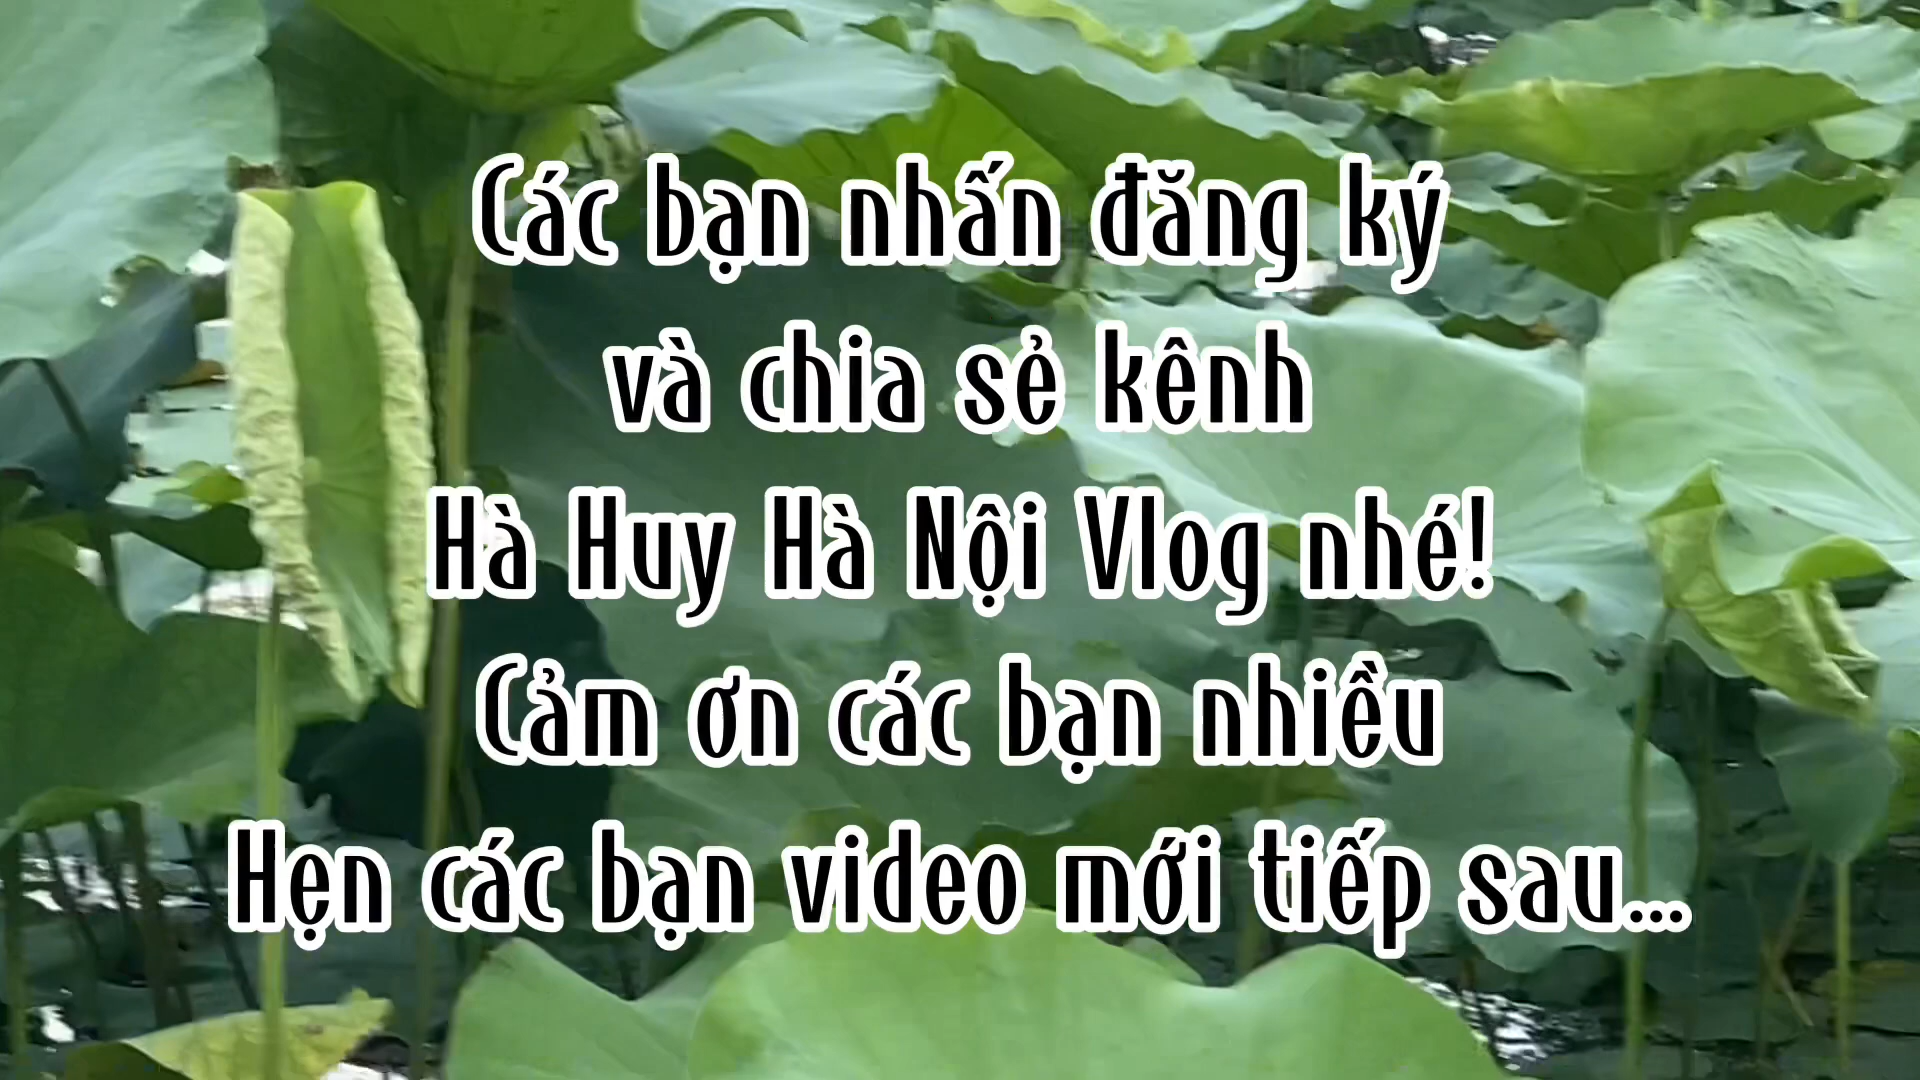 Các bạn nhấn đăng ký
và chia sẻ kênh
Hà Huy Hà Nội Vlog nhé!
Cảm ơn các bạn nhiều
Hẹn các bạn video mới tiếp sau...